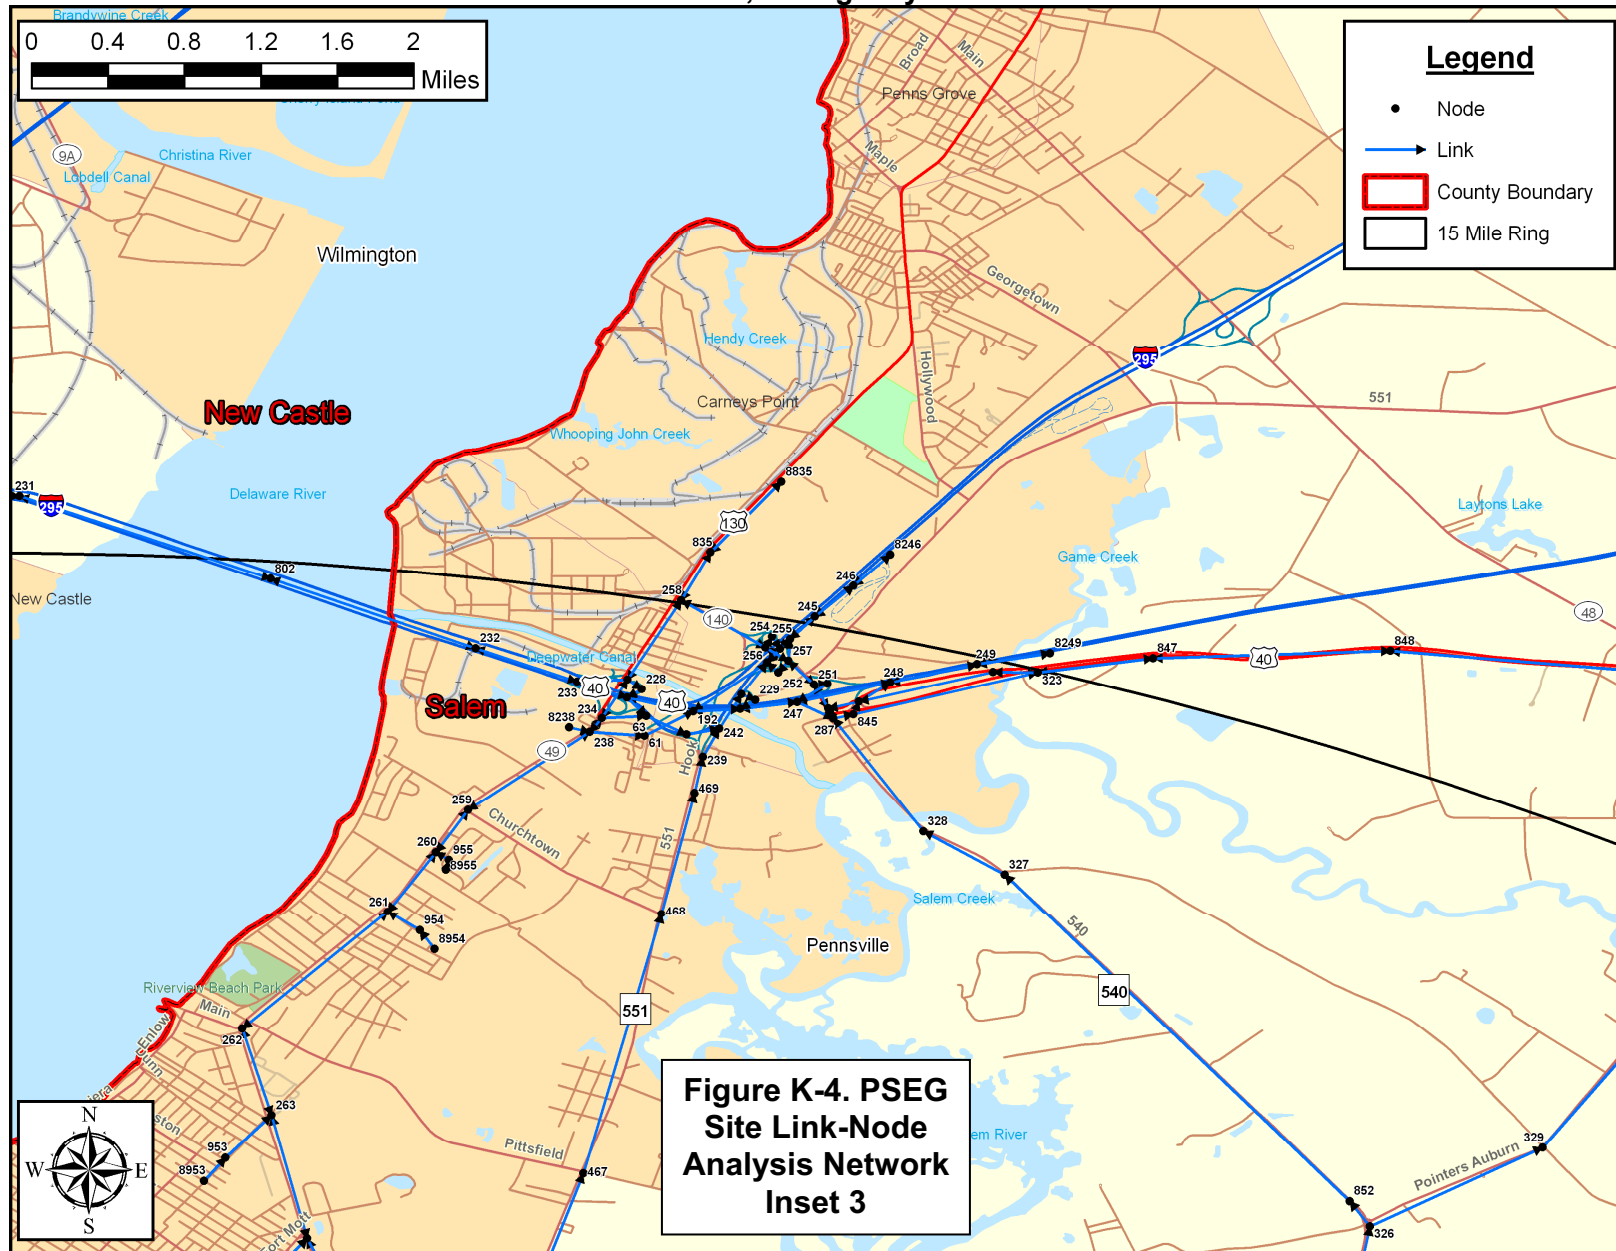 Brandywine Creek
0 0.4 0.8 1.2 1.6 2
Miles
Legend
Node
Link
County Boundary
15 Mile Ring
Broad
Main
Penns Grove
Maple
9A
Christina River
Lobdell Canal
Wilmington
Georgetown
295
Hendy Creek
Hollywood
Carneys Point
551
New Castle
Whooping John Creek
Delaware River
231
295
8835
130
Laytons Lake
835
8246
Game Creek
802
246
258
New Castle
140
245
48
254
255
232
256
257
Deepwater Canal
8249
847
848
249
40
228
252
251
248
323
233
40
40
229
Salem
234
192
247
845
8238
63
242
287
238
61
49
Hook
239
469
259
Churchtown
551
328
260
955
8955
327
261
468
Salem Creek
954
540
8954
Pennsville
Riverview Beach Park
540
Main
551
Enlow
262
Dunn
263
953
8953
Pittsfield
467
329
Pointers Auburn
852
326
Fort Mott
N
W E
S
Figure K-4. PSEG
Site Link-Node
Analysis Network
Inset 3